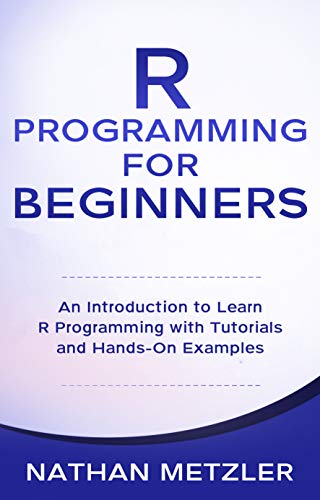 R
PROGRAMMING
FOR
BEGINNERS
An Introduction to Learn
R Programming with Tutorials
and Hands-On Examples
NATHAN METZLER